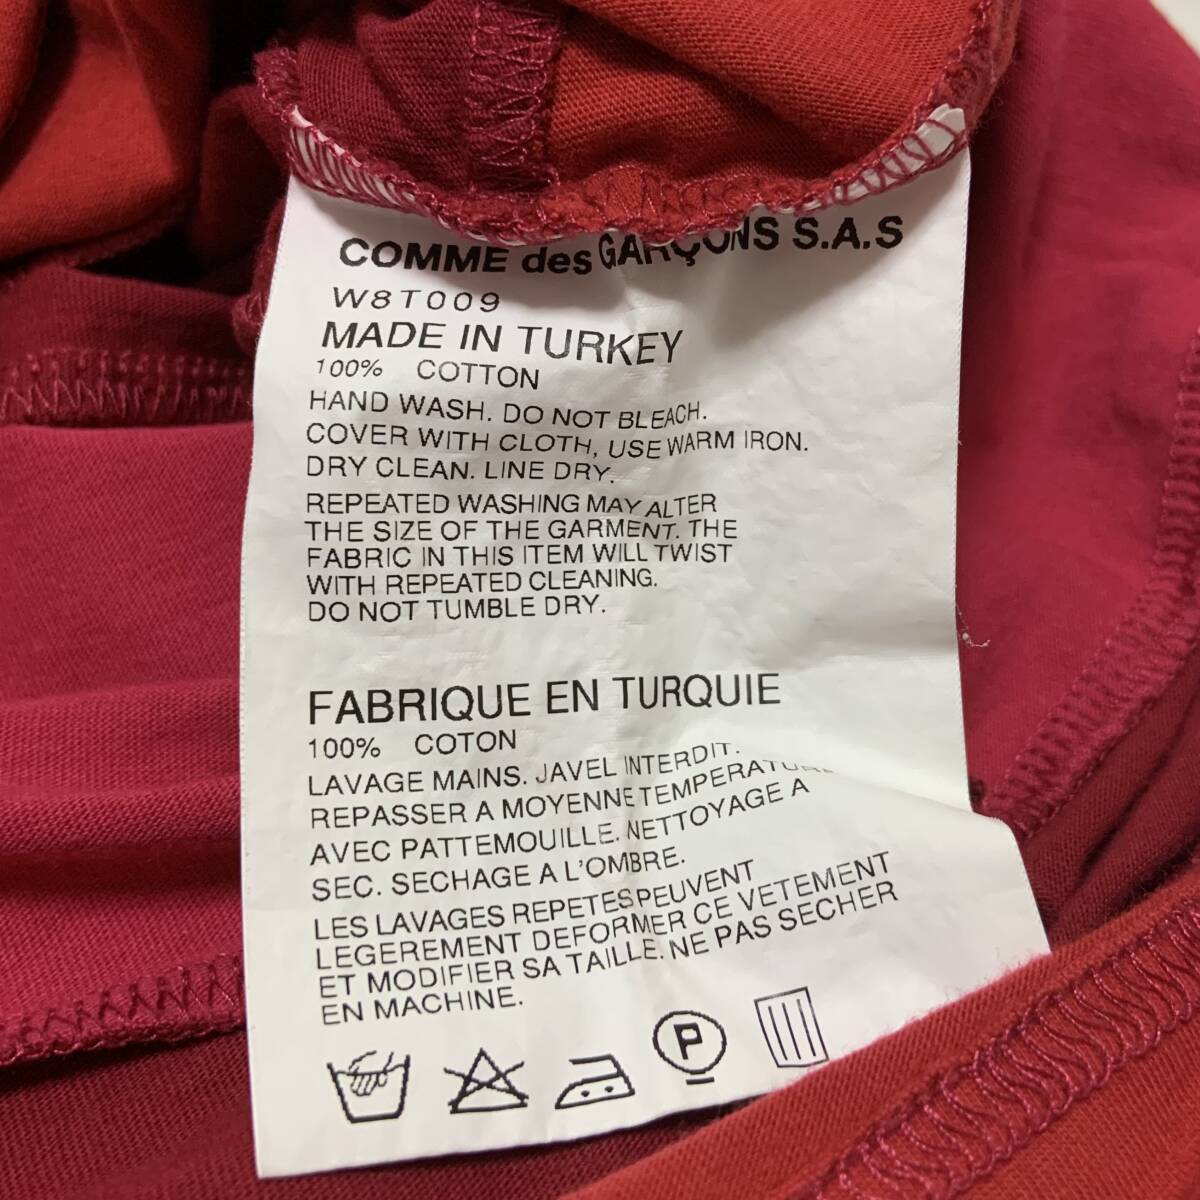 COMME des GARÇONS S.A.S
W8T009
MADE IN TURKEY
100% COTTON
HAND WASH. DO NOT BLEACH.
COVER WITH CLOTH, USE WARM IRON.
DRY CLEAN. LINE DRY.
REPEATED WASHING MAY ALTER
THE SIZE OF THE GARMENT. THE
FABRIC IN THIS ITEM WILL TWIST
WITH REPEATED CLEANING.
DO NOT TUMBLE DRY.
FABRIQUE EN TURQUIE
100% COTON
LAVAGE MAINS. JAVEL INTERDIT.
REPASSER A MOYENNE TEMPERATURE
AVEC PATTEMOUILLE. NETTOYAGE A
SEC. SECHAGE A L'OMBRE.
LES LAVAGES REPETES PEUVENT
LEGEREMENT DEFORMER CE VETEMENT
ET MODIFIER SA TAILLE. NE PAS SECHER
EN MACHINE.
P